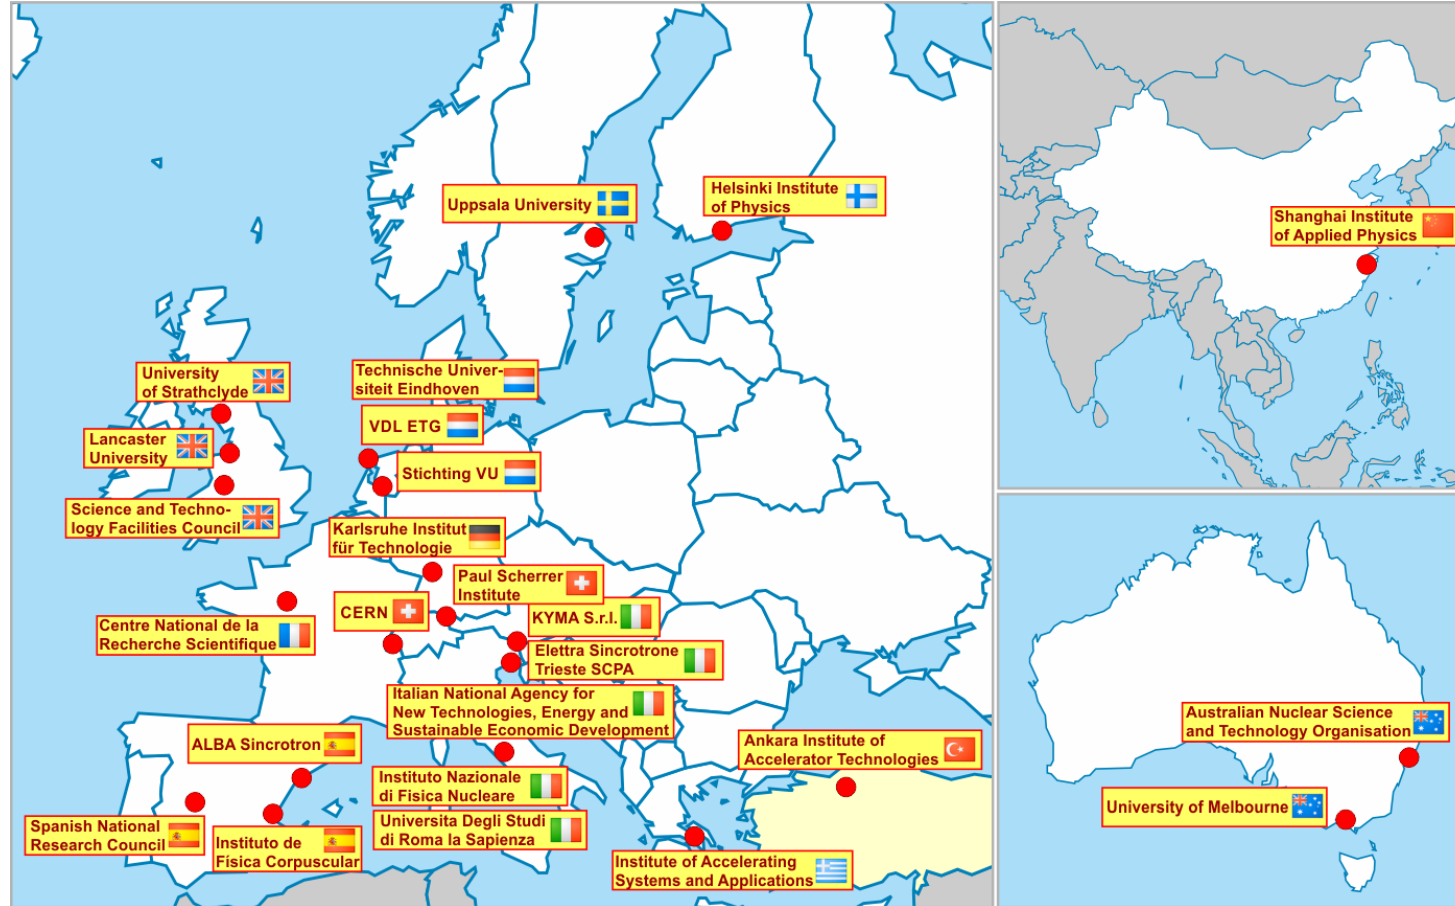 Uppsala University
Helsinki Institute
of Physics
Shanghai Institute
of Applied Physics
University
of Strathclyde
Technische Univer-
siteit Eindhoven
VDL ETG
Lancaster
University
Stichting VU
Science and Techno-
logy Facilities Council
Karlsruhe Institut
für Technologie
Paul Scherrer
Institute
CERN
KYMA S.r.l.
Centre National de la
Recherche Scientifique
Elettra Sincrotrone
Trieste SCPA
Italian National Agency for
New Technologies, Energy and
Sustainable Economic Development
ALBA Sincrotron
Ankara Institute of
Accelerator Technologies
Australian Nuclear Science
and Technology Organisation
Instituto Nazionale
di Fisica Nucleare
University of Melbourne
Universita Degli Studi
di Roma la Sapienza
Spanish National
Research Council
Instituto de
Fisica Corpuscular
Institute of Accelerating
Systems and Applications